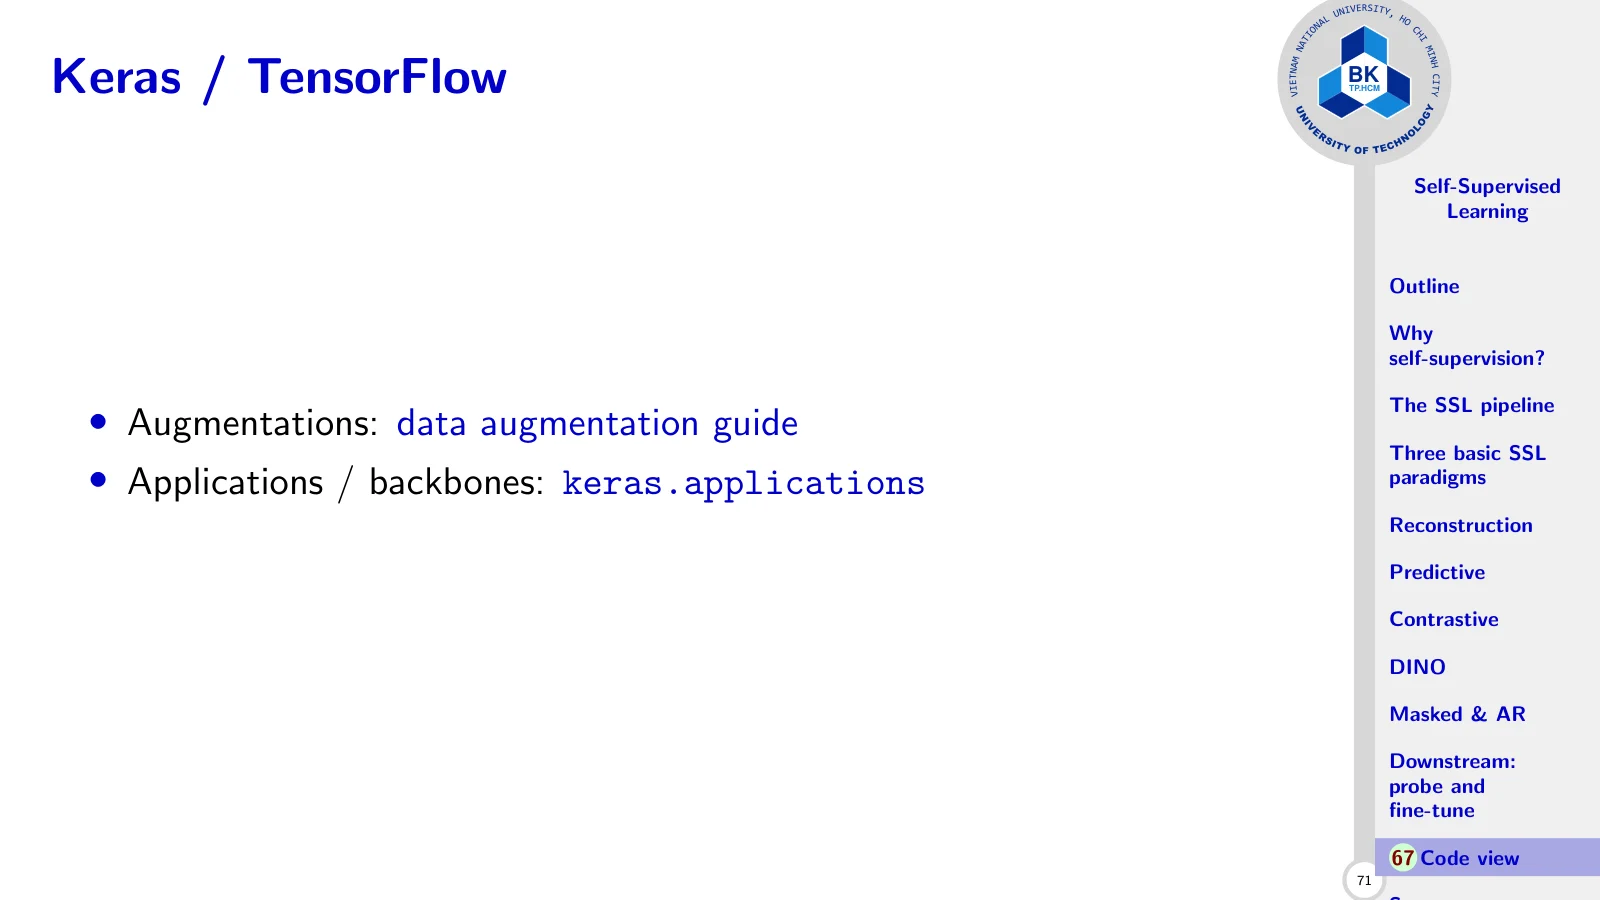 Keras / TensorFlow
• Augmentations: data augmentation guide
• Applications / backbones: keras.applications
VIETNAM NATIONAL UNIVERSITY, HO CHI MINH CITY
BK
TP.HCM
UNIVERSITY OF TECHNOLOGY
Self-Supervised
Learning
Outline
Why
self-supervision?
The SSL pipeline
Three basic SSL
paradigms
Reconstruction
Predictive
Contrastive
DINO
Masked & AR
Downstream:
probe and
fine-tune
67 Code view
71